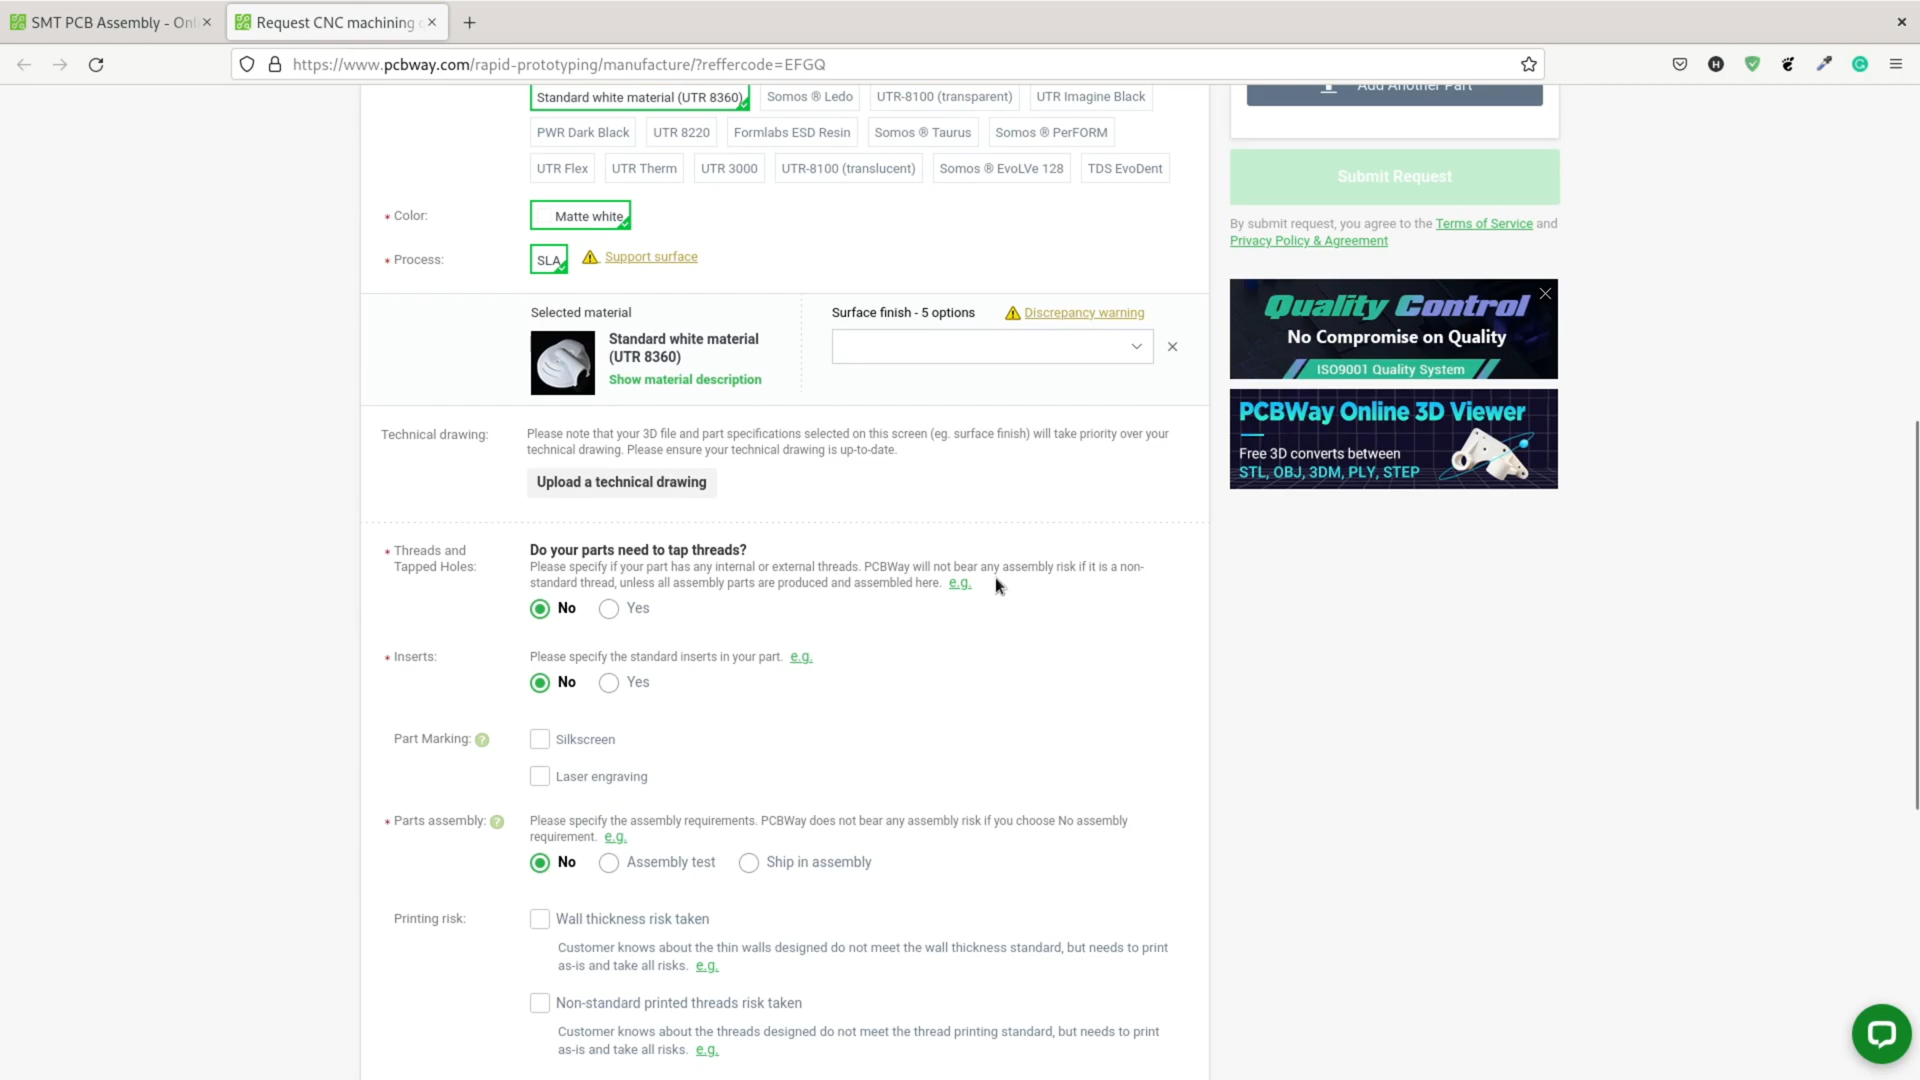 SMT PCB Assembly - Onl
Request CNC machining
https://www.pcbway.com/rapid-prototyping/manufacture/?reffercode=EFGQ
Standard white material (UTR 8360)
Somos ® Ledo
UTR-8100 (transparent)
UTR Imagine Black
PWR Dark Black
UTR 8220
Formlabs ESD Resin
Somos ® Taurus
Somos ® PerFORM
UTR Flex
UTR Therm
UTR 3000
UTR-8100 (translucent)
Somos ® EvoLVe 128
TDS EvoDent
* Color:
Matte white
* Process:
SLA
Support surface
Selected material
Standard white material
(UTR 8360)
Show material description
Surface finish - 5 options
Discrepancy warning
Technical drawing:
Please note that your 3D file and part specifications selected on this screen (eg. surface finish) will take priority over your
technical drawing. Please ensure your technical drawing is up-to-date.
Upload a technical drawing
* Threads and
Tapped Holes:
Do your parts need to tap threads?
Please specify if your part has any internal or external threads. PCBWay will not bear any assembly risk if it is a non-
standard thread, unless all assembly parts are produced and assembled here. e.g.
No
Yes
* Inserts:
Please specify the standard inserts in your part. e.g.
No
Yes
Part Marking: ?
Silkscreen
Laser engraving
* Parts assembly: ?
Please specify the assembly requirements. PCBWay does not bear any assembly risk if you choose No assembly
requirement. e.g.
No
Assembly test
Ship in assembly
Printing risk:
Wall thickness risk taken
Customer knows about the thin walls designed do not meet the wall thickness standard, but needs to print
as-is and take all risks. e.g.
Non-standard printed threads risk taken
Customer knows about the threads designed do not meet the thread printing standard, but needs to print
as-is and take all risks. e.g.
Add Another Part
Submit Request
By submit request, you agree to the Terms of Service and
Privacy Policy & Agreement
Quality Control
No Compromise on Quality
ISO9001 Quality System
PCBWay Online 3D Viewer
Free 3D converts between
STL, OBJ, 3DM, PLY, STEP